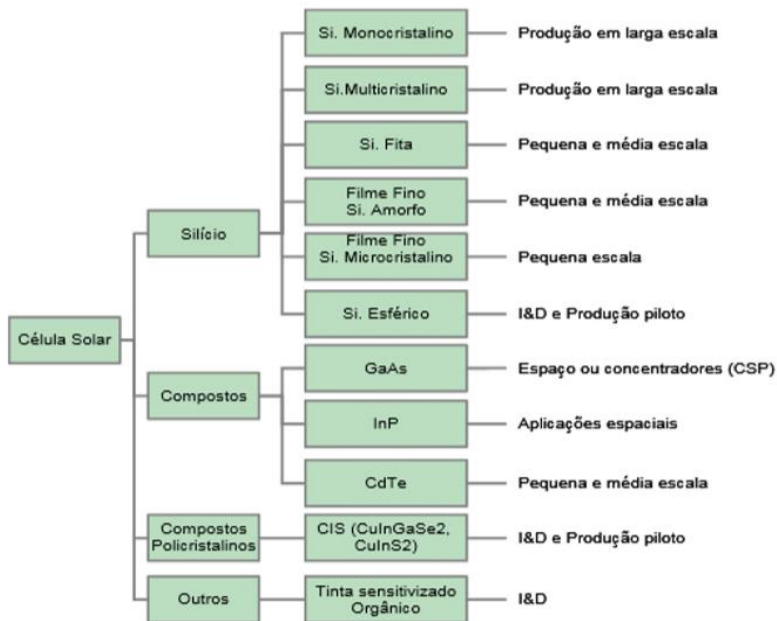 Si. Monocristalino
Produção em larga escala
Si.Multicristalino
Produção em larga escala
Si. Fita
Pequena e média escala
Filme Fino
Si. Amorfo
Pequena e média escala
Silício
Filme Fino
Si. Microcristalino
Pequena escala
Si. Esférico
I&D e Produção piloto
Célula Solar
GaAs
Espaço ou concentradores (CSP)
Compostos
InP
Aplicações espaciais
CdTe
Pequena e média escala
Compostos
Policristalinos
CIS (CuInGaSe2,
CuInS2)
I&D e Produção piloto
Outros
Tinta sensitivizado
Orgânico
I&D